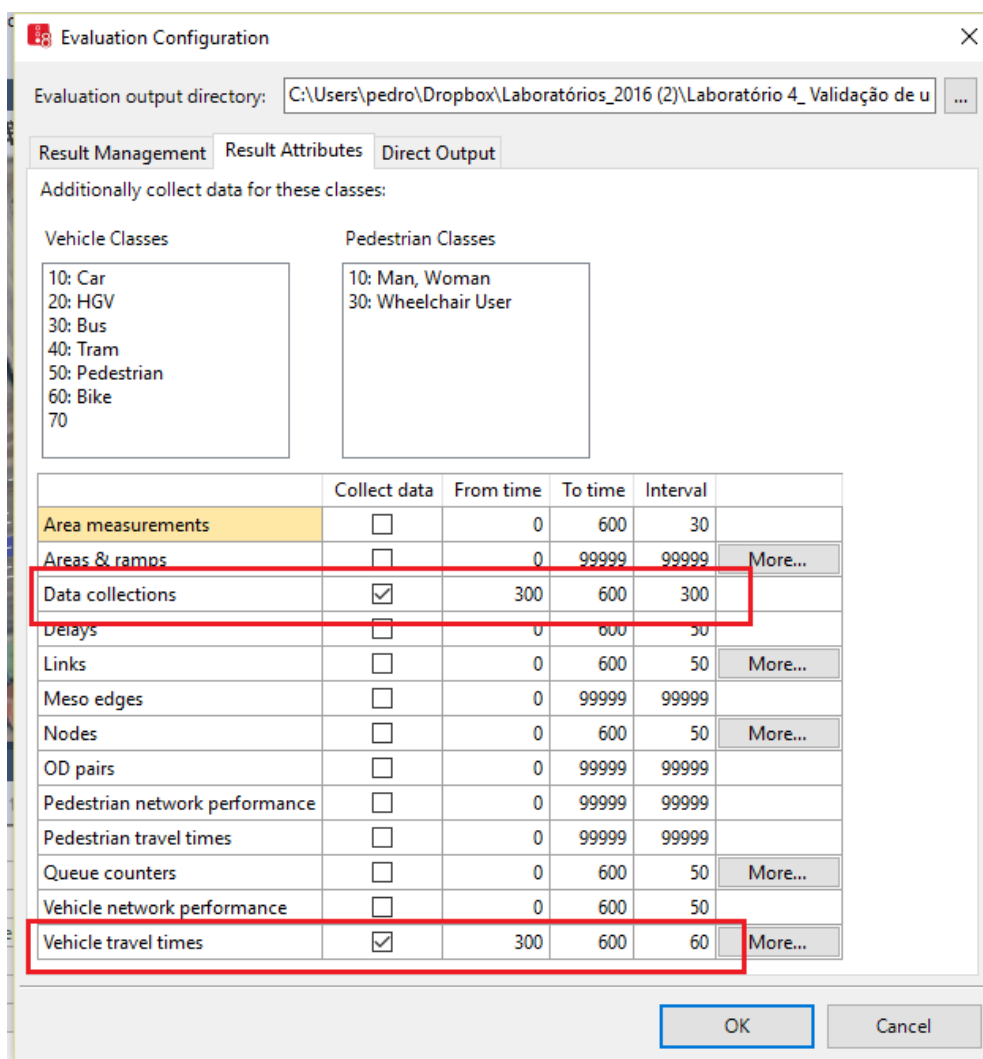 Evaluation Configuration
Evaluation output directory: C:\Users\pedro\Dropbox\Laboratórios_2016 (2)\Laboratório 4_ Validação de u ...
Result Management Result Attributes Direct Output
Additionally collect data for these classes:
Vehicle Classes Pedestrian Classes
10: Car 10: Man, Woman
20: HGV 30: Wheelchair User
30: Bus
40: Tram
50: Pedestrian
60: Bike
70
Collect data From time To time Interval
Area measurements 0 600 30
Areas & ramps 0 99999 99999 More...
Data collections 300 600 300
Delays 0 600 50
Links 0 600 50 More...
Meso edges 0 99999 99999
Nodes 0 600 50 More...
OD pairs 0 99999 99999
Pedestrian network performance 0 99999 99999
Pedestrian travel times 0 99999 99999
Queue counters 0 600 50 More...
Vehicle network performance 0 600 50
Vehicle travel times 300 600 60 More...
OK Cancel